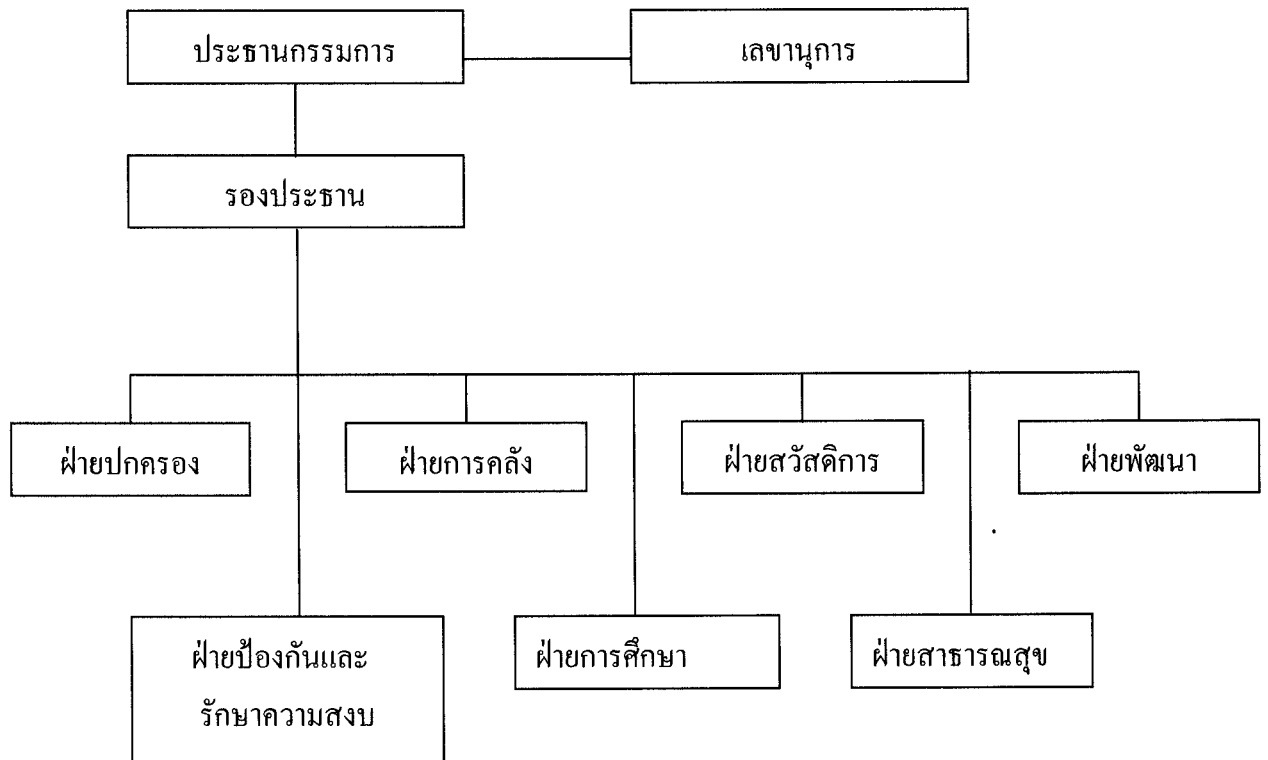 ประธานกรรมการ
เลขานุการ
รองประธาน
ฝ่ายปกครอง
ฝ่ายการคลัง
ฝ่ายสวัสดิการ
ฝ่ายพัฒนา
ฝ่ายป้องกันและ
รักษาความสงบ
ฝ่ายการศึกษา
ฝ่ายสาธารณสุข